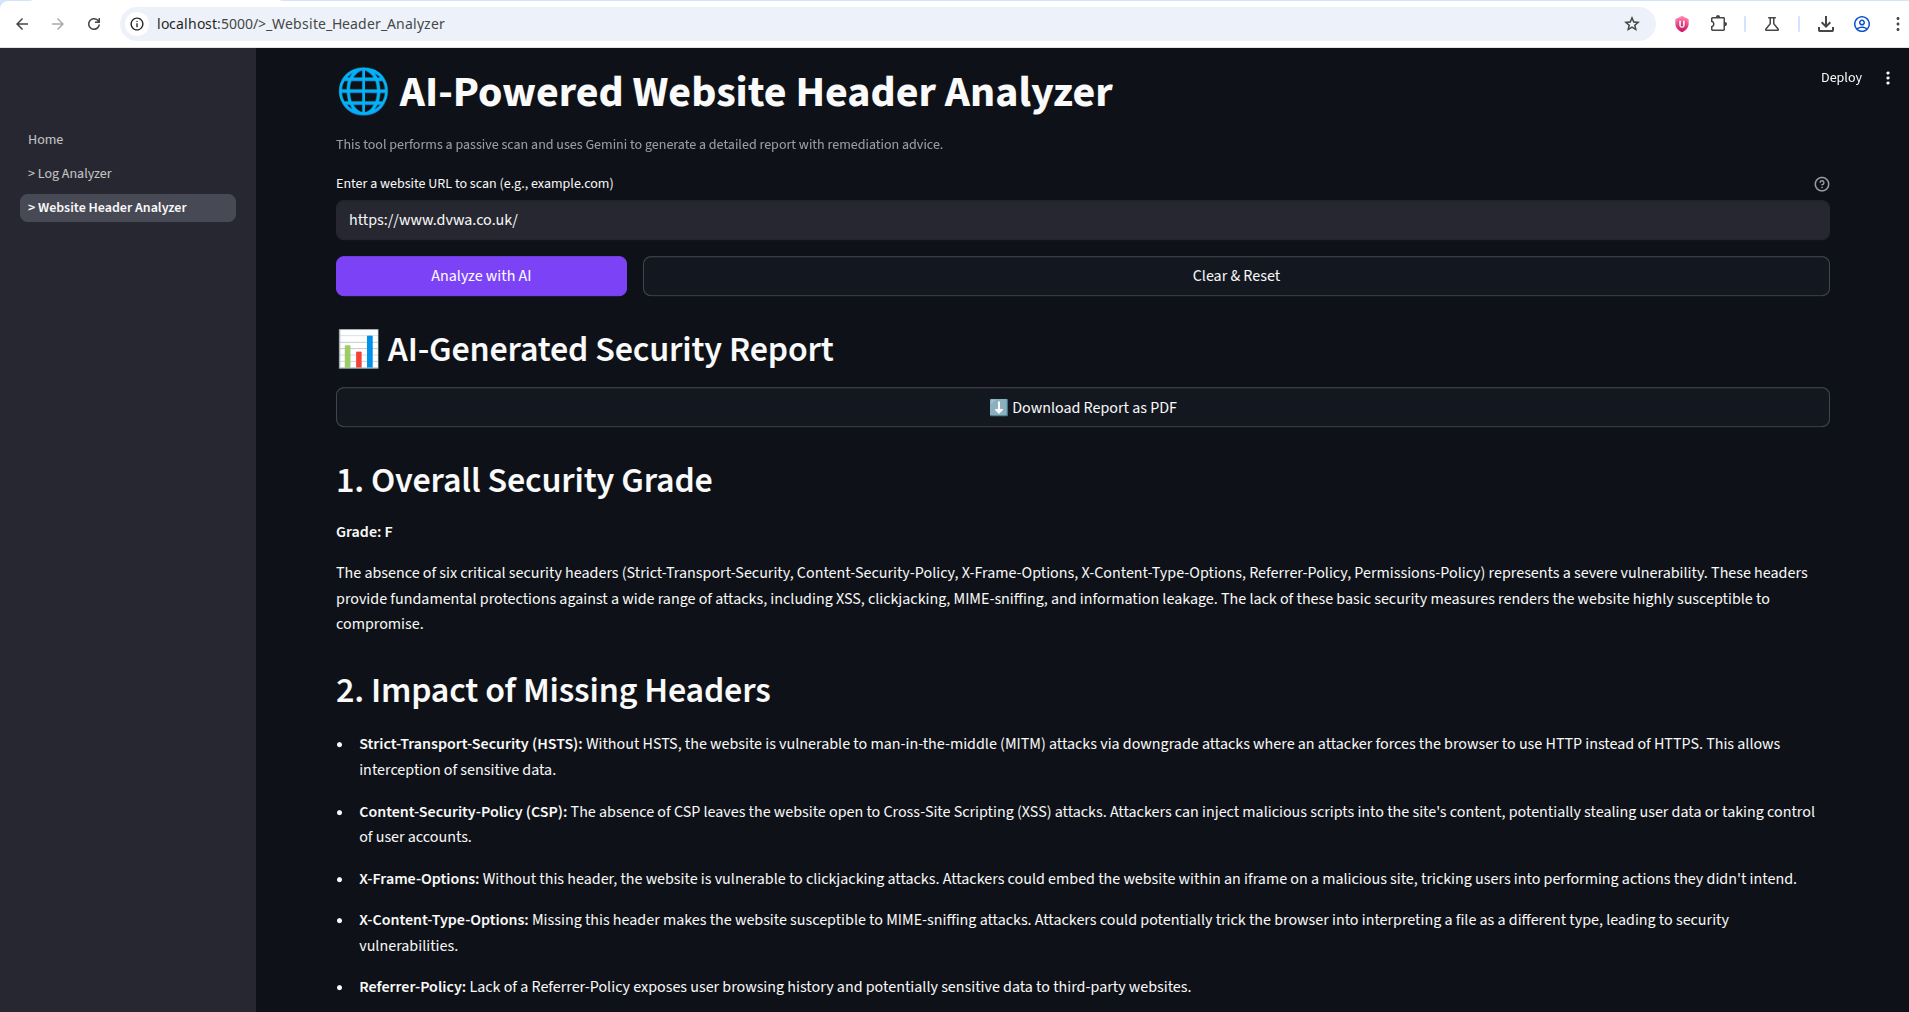 localhost:5000/>_Website_Header_Analyzer
Deploy
Home
> Log Analyzer
> Website Header Analyzer
AI-Powered Website Header Analyzer
This tool performs a passive scan and uses Gemini to generate a detailed report with remediation advice.
Enter a website URL to scan (e.g., example.com)
https://www.dvwa.co.uk/
Analyze with AI
Clear & Reset
AI-Generated Security Report
Download Report as PDF
1. Overall Security Grade
Grade: F
The absence of six critical security headers (Strict-Transport-Security, Content-Security-Policy, X-Frame-Options, X-Content-Type-Options, Referrer-Policy, Permissions-Policy) represents a severe vulnerability. These headers
provide fundamental protections against a wide range of attacks, including XSS, clickjacking, MIME-sniffing, and information leakage. The lack of these basic security measures renders the website highly susceptible to
compromise.
2. Impact of Missing Headers
• Strict-Transport-Security (HSTS): Without HSTS, the website is vulnerable to man-in-the-middle (MITM) attacks via downgrade attacks where an attacker forces the browser to use HTTP instead of HTTPS. This allows
interception of sensitive data.
• Content-Security-Policy (CSP): The absence of CSP leaves the website open to Cross-Site Scripting (XSS) attacks. Attackers can inject malicious scripts into the site's content, potentially stealing user data or taking control
of user accounts.
• X-Frame-Options: Without this header, the website is vulnerable to clickjacking attacks. Attackers could embed the website within an iframe on a malicious site, tricking users into performing actions they didn't intend.
• X-Content-Type-Options: Missing this header makes the website susceptible to MIME-sniffing attacks. Attackers could potentially trick the browser into interpreting a file as a different type, leading to security
vulnerabilities.
• Referrer-Policy: Lack of a Referrer-Policy exposes user browsing history and potentially sensitive data to third-party websites.